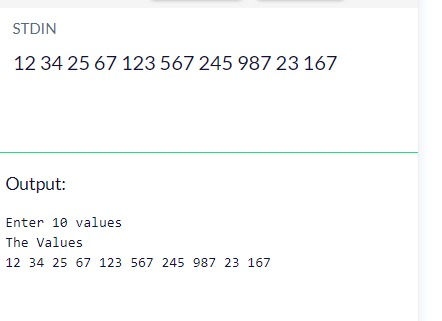 STDIN
12 34 25 67 123 567 245 987 23 167
Output:
Enter 10 values
The Values
12 34 25 67 123 567 245 987 23 167